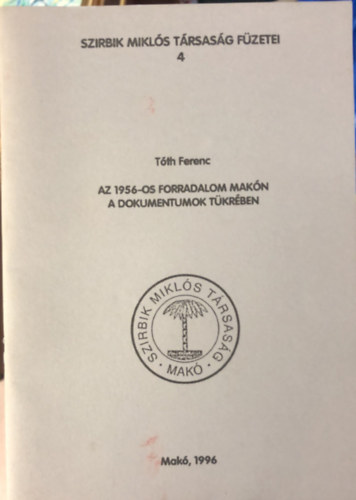 SZIRBIK MIKLÓS TÁRSASÁG FÜZETEI
4
Tóth Ferenc
AZ 1956-OS FORRADALOM MAKÓN
A DOKUMENTUMOK TÜKRÉBEN
SZIRBIK MIKLÓS TÁRSASÁG
· MAKÓ ·
Makó, 1996